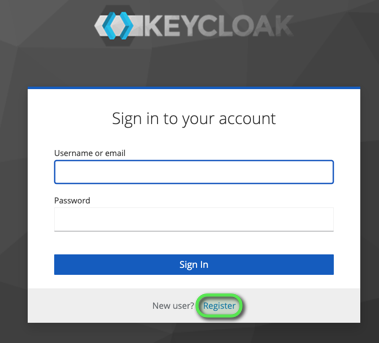 KEYCLOAK
Sign in to your account
Username or email
Password
Sign In
New user? Register